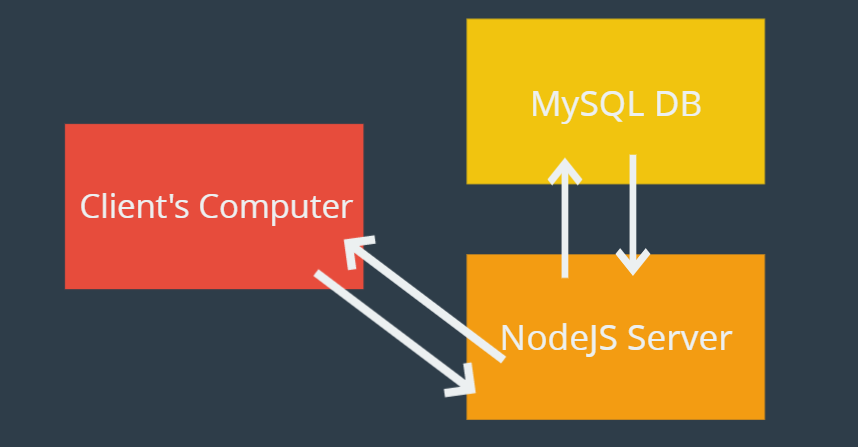 MySQL DB
Client's Computer
NodeJS Server